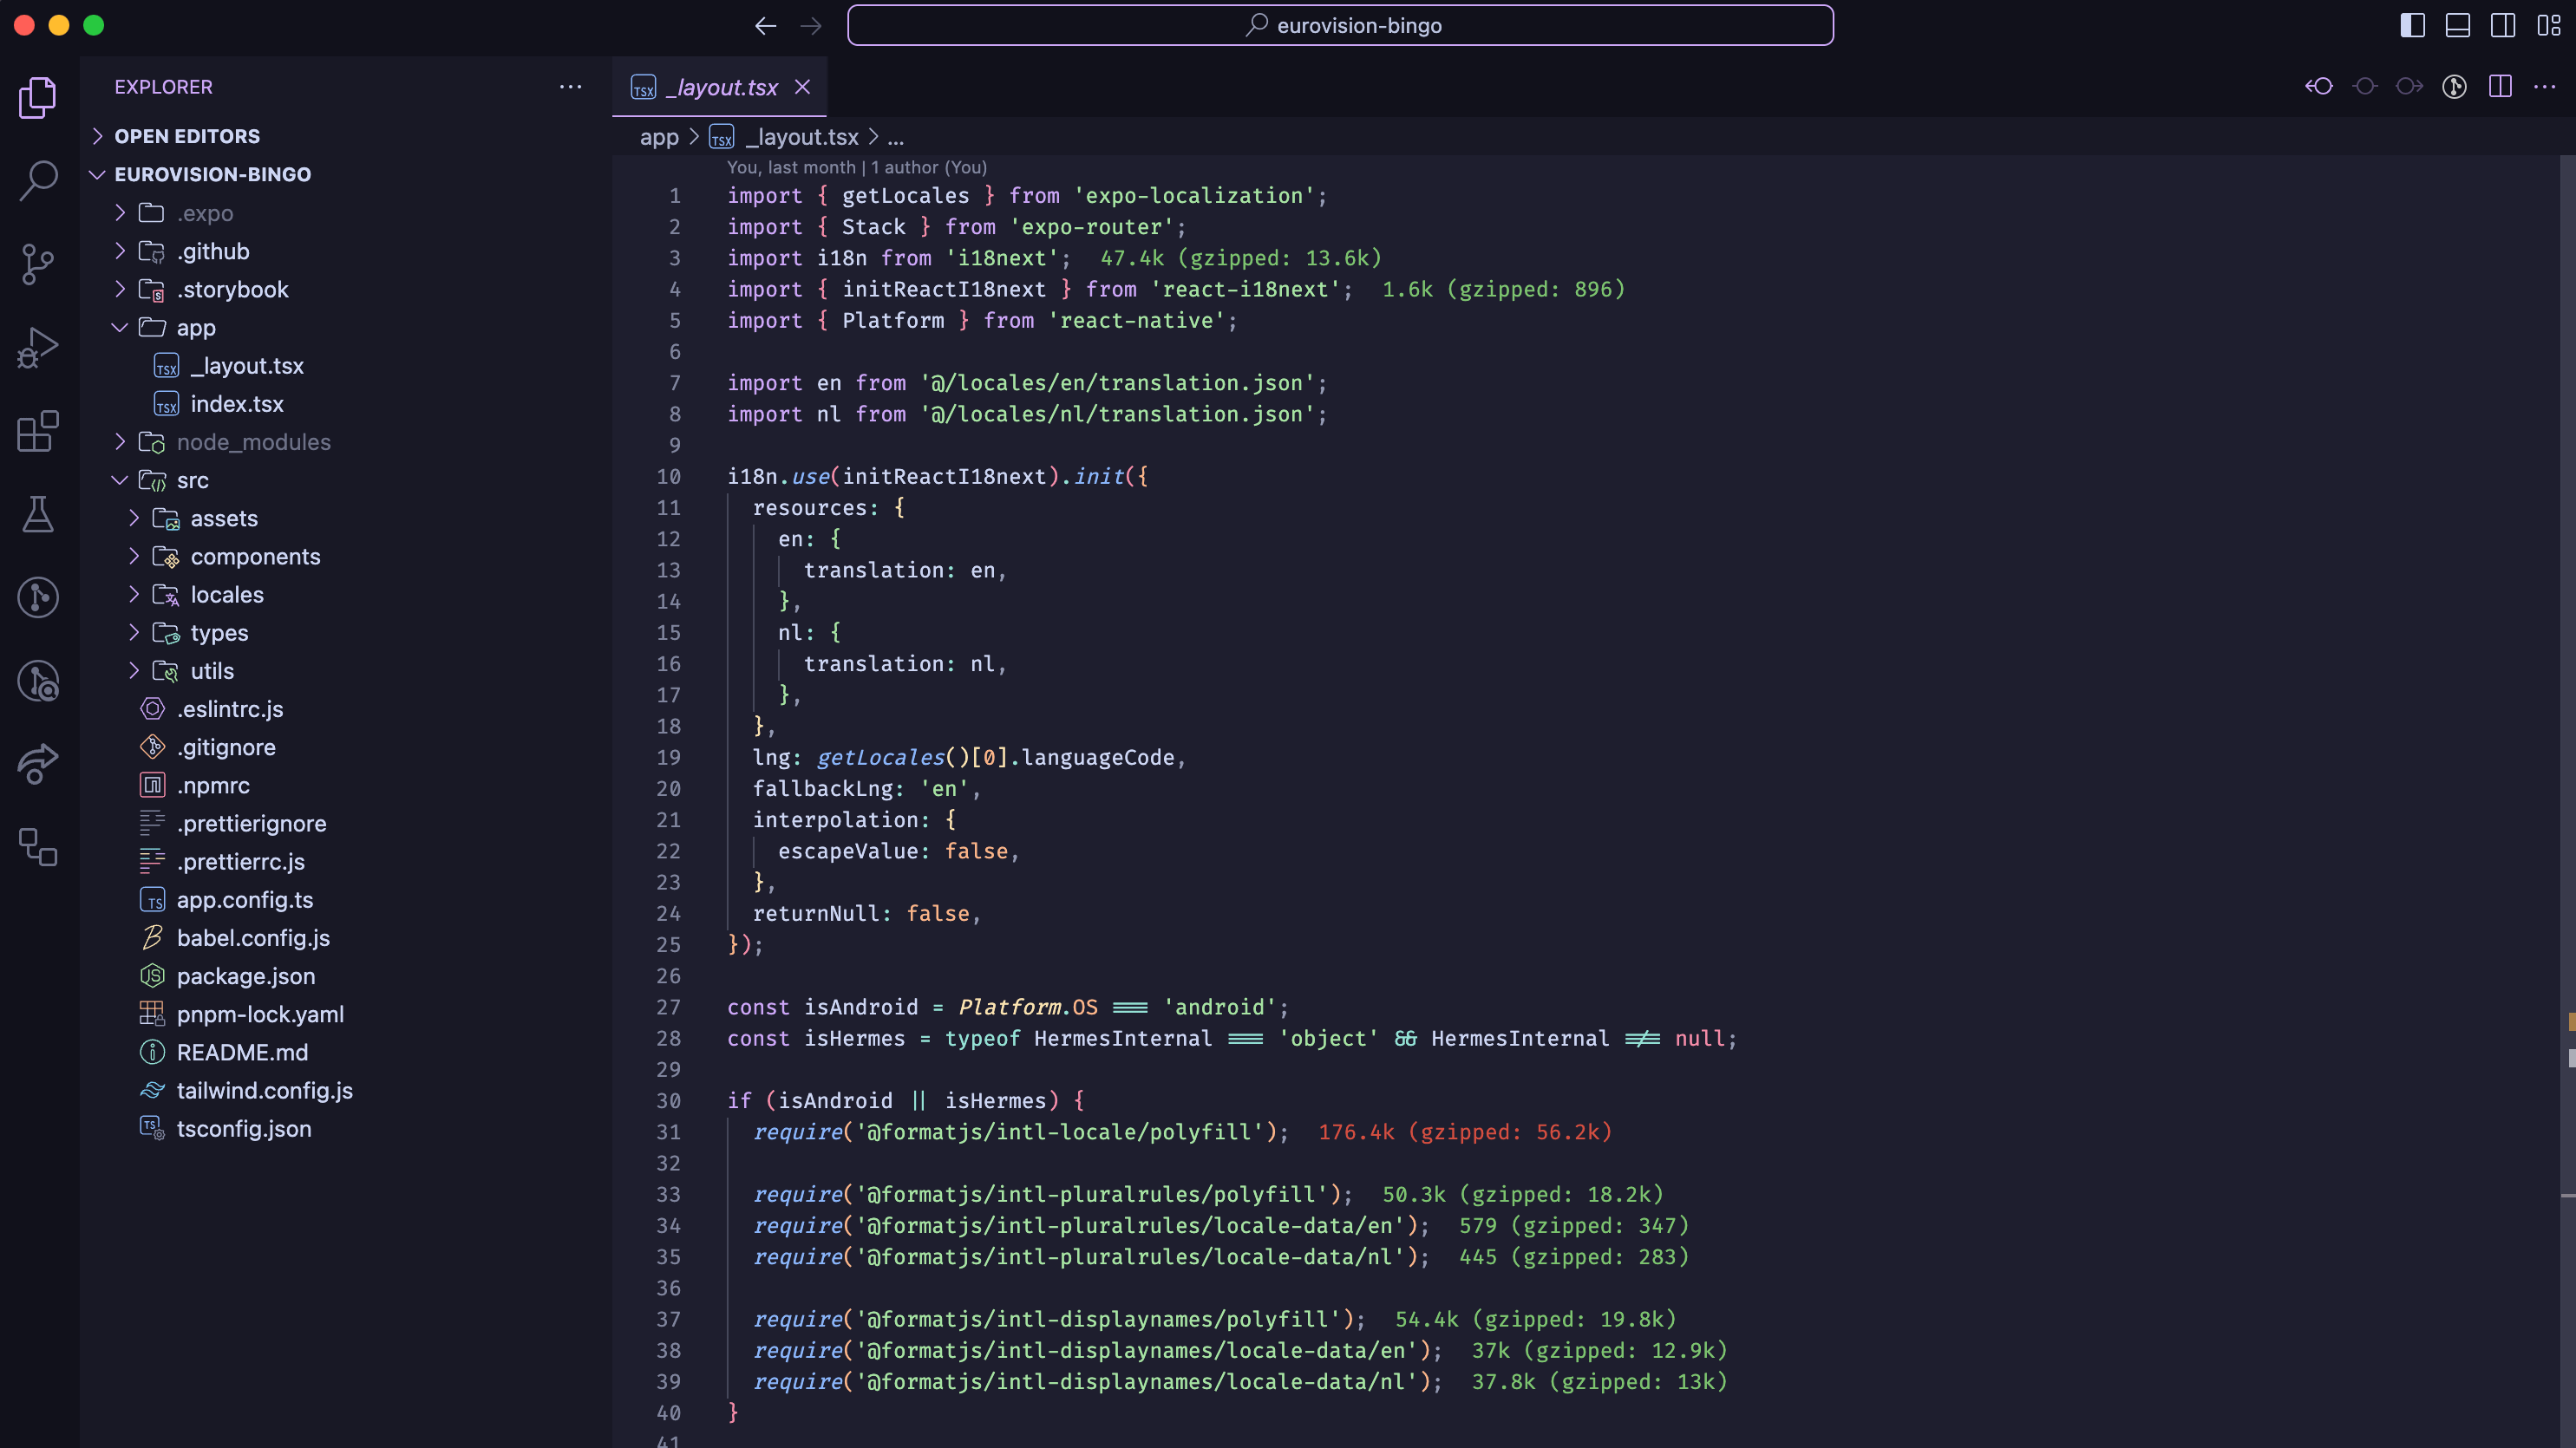 eurovision-bingo
EXPLORER
OPEN EDITORS
EUROVISION-BINGO
.expo
.github
.storybook
app
_layout.tsx
index.tsx
node_modules
src
assets
components
locales
types
utils
.eslintrc.js
.gitignore
.npmrc
.prettierignore
.prettierrc.js
app.config.ts
babel.config.js
package.json
pnpm-lock.yaml
README.md
tailwind.config.js
tsconfig.json
_layout.tsx
app > _layout.tsx > ...
You, last month | 1 author (You)
1 import { getLocales } from 'expo-localization';
2 import { Stack } from 'expo-router';
3 import i18n from 'i18next'; 47.4k (gzipped: 13.6k)
4 import { initReactI18next } from 'react-i18next'; 1.6k (gzipped: 896)
5 import { Platform } from 'react-native';
6
7 import en from '@/locales/en/translation.json';
8 import nl from '@/locales/nl/translation.json';
9
10 i18n.use(initReactI18next).init({
11 resources: {
12 en: {
13 translation: en,
14 },
15 nl: {
16 translation: nl,
17 },
18 },
19 lng: getLocales()[0].languageCode,
20 fallbackLng: 'en',
21 interpolation: {
22 escapeValue: false,
23 },
24 returnNull: false,
25 });
26
27 const isAndroid = Platform.OS === 'android';
28 const isHermes = typeof HermesInternal === 'object' && HermesInternal !== null;
29
30 if (isAndroid || isHermes) {
31 require('@formatjs/intl-locale/polyfill'); 176.4k (gzipped: 56.2k)
32
33 require('@formatjs/intl-pluralrules/polyfill'); 50.3k (gzipped: 18.2k)
34 require('@formatjs/intl-pluralrules/locale-data/en'); 579 (gzipped: 347)
35 require('@formatjs/intl-pluralrules/locale-data/nl'); 445 (gzipped: 283)
36
37 require('@formatjs/intl-displaynames/polyfill'); 54.4k (gzipped: 19.8k)
38 require('@formatjs/intl-displaynames/locale-data/en'); 37k (gzipped: 12.9k)
39 require('@formatjs/intl-displaynames/locale-data/nl'); 37.8k (gzipped: 13k)
40 }
41